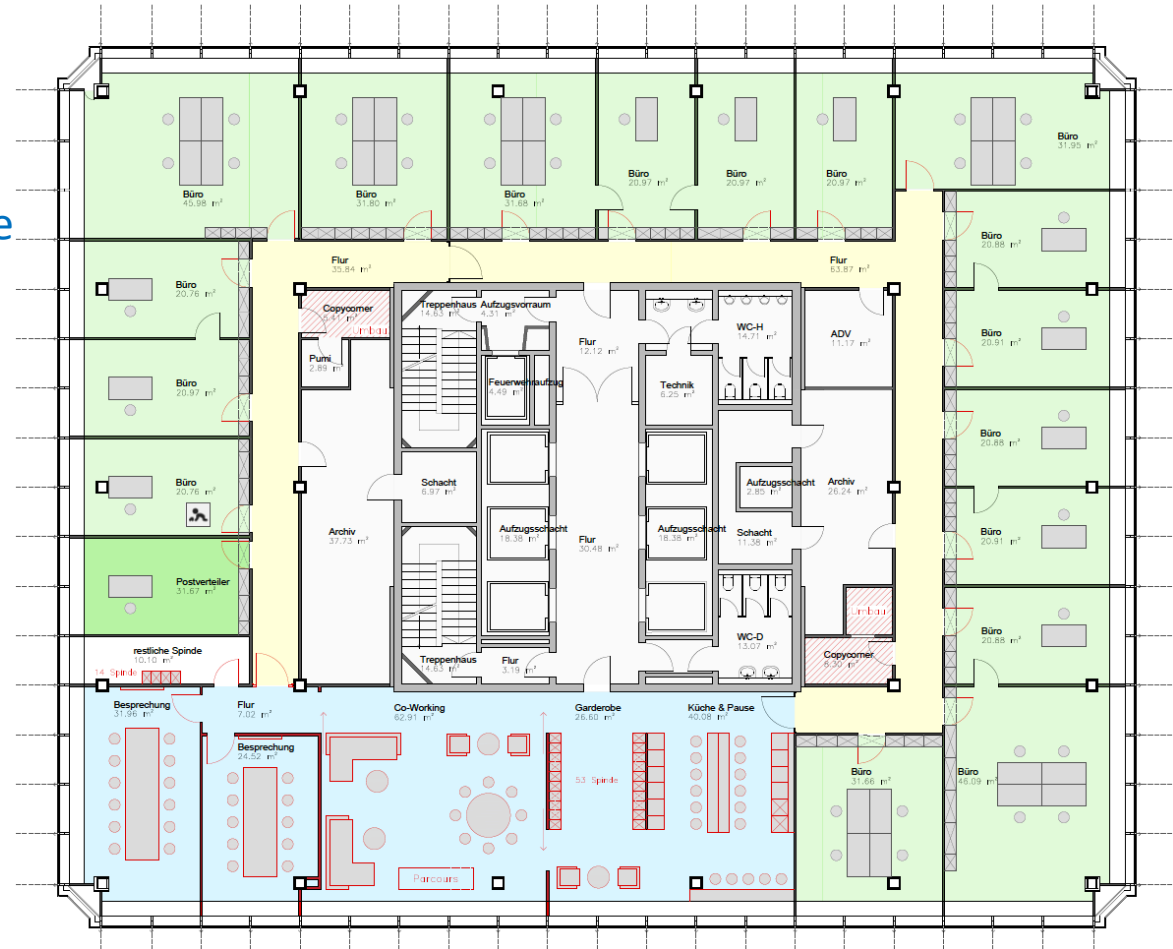 e
Büro
45.98 m²
Büro
31.80 m²
Büro
31.68 m²
Büro
20.97 m²
Büro
20.97 m²
Büro
20.97 m²
Büro
31.95 m²
Flur
35.84 m²
Flur
63.87 m²
Büro
20.88 m²
Büro
20.76 m²
Copycorner
Umbau
Treppenhaus
14.63 m²
Aufzugsvorraum
4.31 m²
Flur
12.12 m²
WC-H
14.71 m²
ADV
11.17 m²
Büro
20.91 m²
Pumi
2.89 m²
Büro
20.97 m²
Feuerwehraufzug
4.49 m²
Technik
6.25 m²
Büro
20.88 m²
Büro
20.76 m²
Schacht
6.97 m²
Aufzugsschacht
2.85 m²
Archiv
26.24 m²
Archiv
37.73 m²
Aufzugsschacht
18.38 m²
Flur
30.48 m²
Aufzugsschacht
18.38 m²
Schacht
11.38 m²
Büro
20.91 m²
Postverteiler
31.67 m²
Umbau
restliche Spinde
10.10 m²
14 Spinde
Treppenhaus
14.63 m²
Flur
3.19 m²
WC-D
13.07 m²
Copycorner
6.30 m²
Büro
20.88 m²
Besprechung
31.96 m²
Flur
7.02 m²
Co-Working
62.91 m²
Garderobe
26.60 m²
Küche & Pause
40.08 m²
Besprechung
24.52 m²
53 Spinde
Büro
31.66 m²
Büro
46.09 m²
Parcours